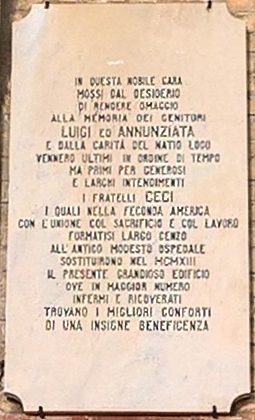 IN QUESTA NOBILE GARA
MOSSI DAL DESIDERIO
DI RENDERE OMAGGIO
ALLA MEMORIA DEI GENITORI
LUIGI ED ANNUNZIATA
E DALLA CARITÀ DEL NATIO LOCO
VENNERO ULTIMI IN ORDINE DI TEMPO
MA PRIMI PER GENEROSI
E LARGHI INTENDIMENTI
I FRATELLI CECI
I QUALI NELLA FECONDA AMERICA
CON L'UNIONE COL SACRIFICIO E COL LAVORO
FORMATISI LARGO CENZO
ALL'ANTICO MODESTO OSPEDALE
SOSTITUIRONO NEL MCMXIII
IL PRESENTE GRANDIOSO EDIFICIO
OVE IN MAGGIOR NUMERO
INFERMI E RICOVERATI
TROVANO I MIGLIORI CONFORTI
DI UNA INSIGNE BENEFICENZA